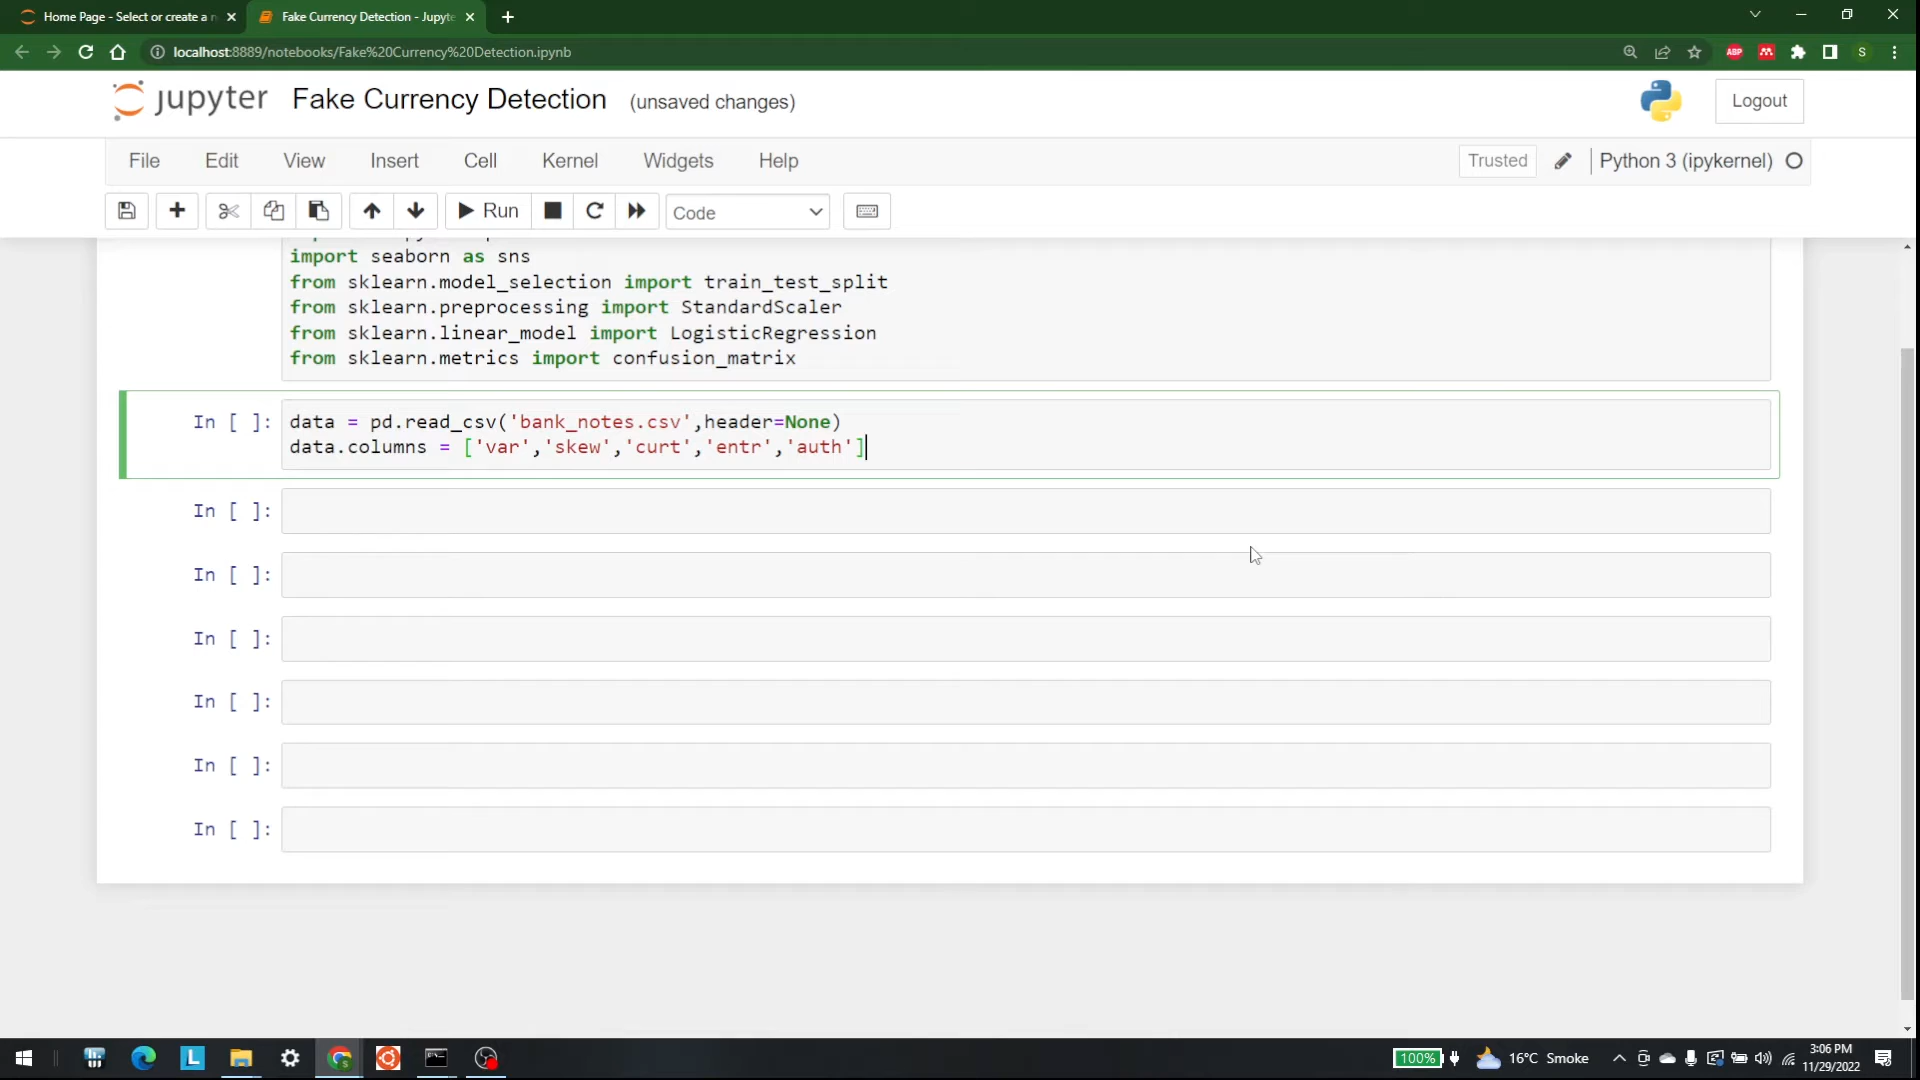 Home Page - Select or create a n
Fake Currency Detection - Jupyte
localhost:8889/notebooks/Fake%20Currency%20Detection.ipynb
ABP
S
jupyter Fake Currency Detection (unsaved changes)
Logout
File Edit View Insert Cell Kernel Widgets Help
Trusted
Python 3 (ipykernel)
Run
Code
import seaborn as sns
from sklearn.model_selection import train_test_split
from sklearn.preprocessing import StandardScaler
from sklearn.linear_model import LogisticRegression
from sklearn.metrics import confusion_matrix
In [ ]: data = pd.read_csv('bank_notes.csv',header=None)
data.columns = ['var','skew','curt','entr','auth']
In [ ]:
In [ ]:
In [ ]:
In [ ]:
In [ ]:
In [ ]:
L
100%
16°C Smoke
3:06 PM
11/29/2022